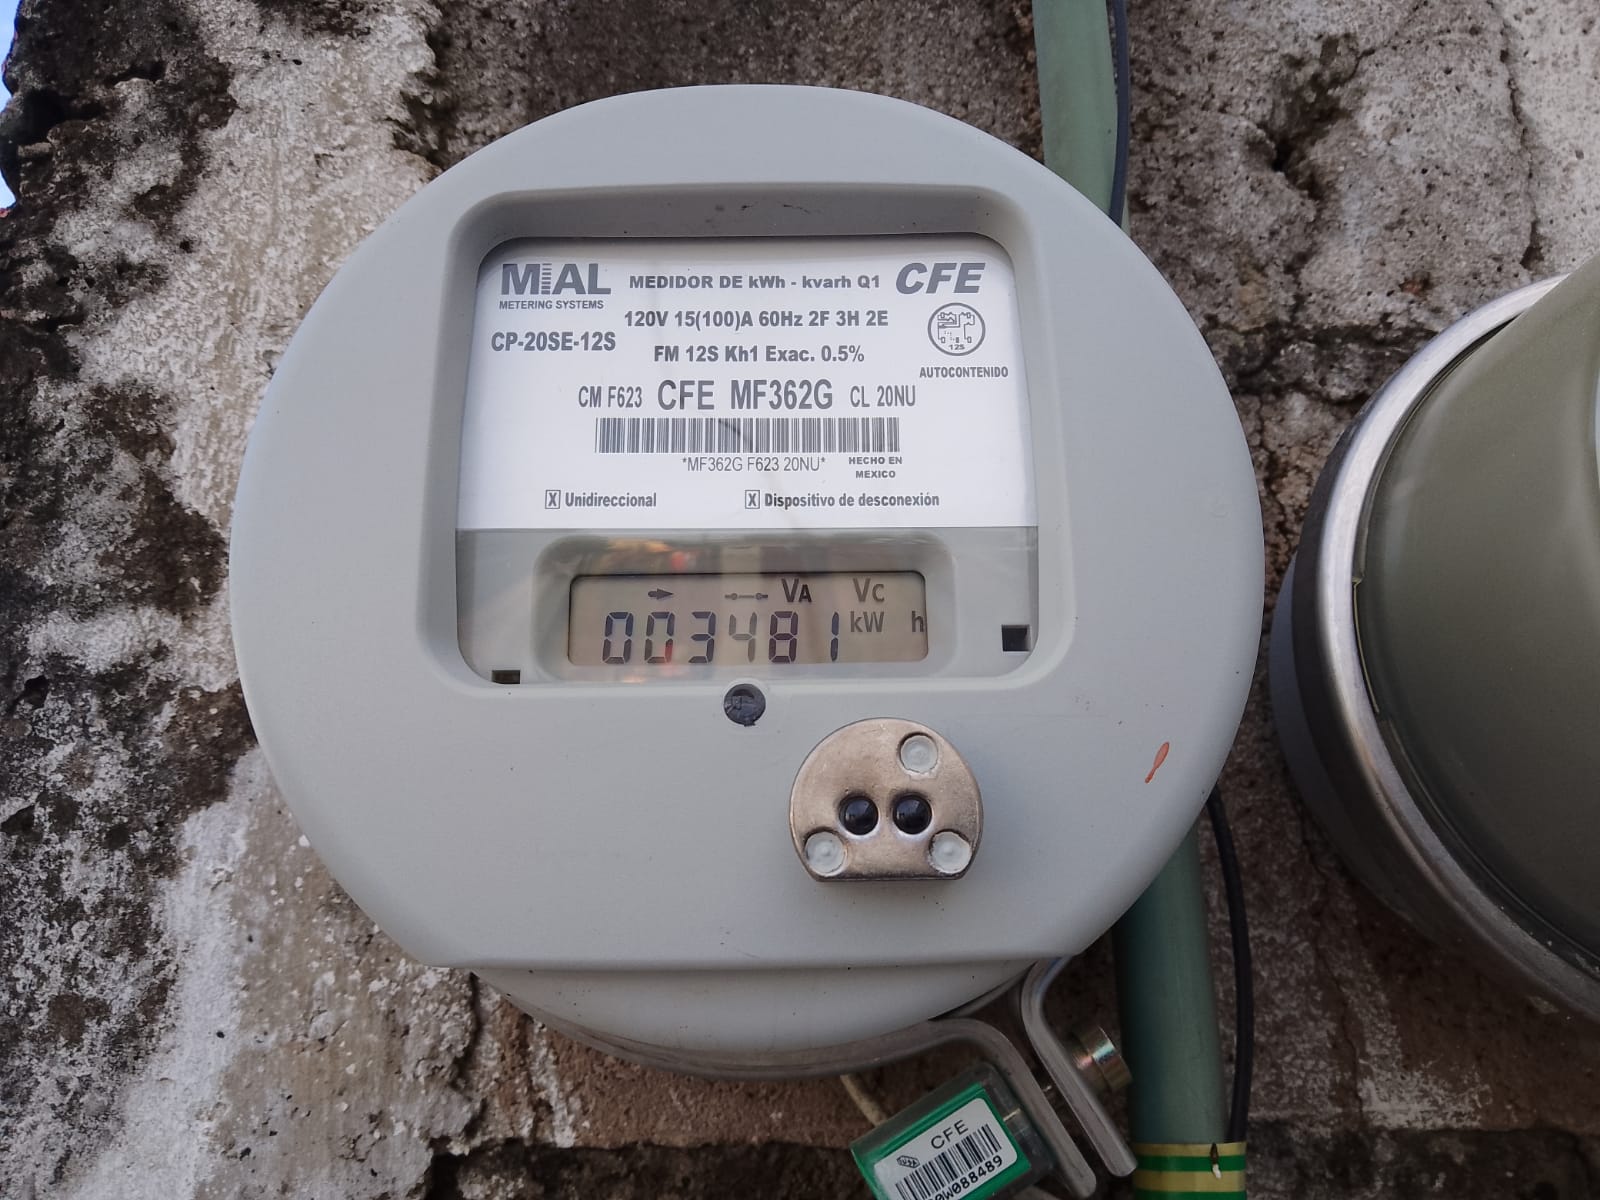 MIAL
METERING SYSTEMS
MEDIDOR DE kWh - kvarh Q1
CFE
CP-20SE-12S
120V 15(100)A 60Hz 2F 3H 2E
FM 12S Kh1 Exac. 0.5%
12S
AUTOCONTENIDO
CM F623 CFE MF362G CL 20NU
*MF362G F623 20NU*
HECHO EN
MEXICO
X Unidireccional
X Dispositivo de desconexión
VA VC
003481 kW h
CFE
0W088489